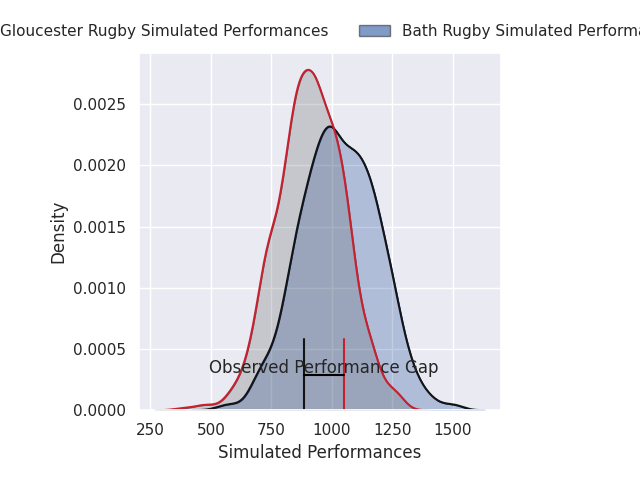 Gloucester Rugby Simulated Performances
Bath Rugby Simulated Performa
Density
0.0025
0.0020
0.0015
0.0010
0.0005
0.0000
Observed Performance Gap
250 500 750 1000 1250 1500
Simulated Performances